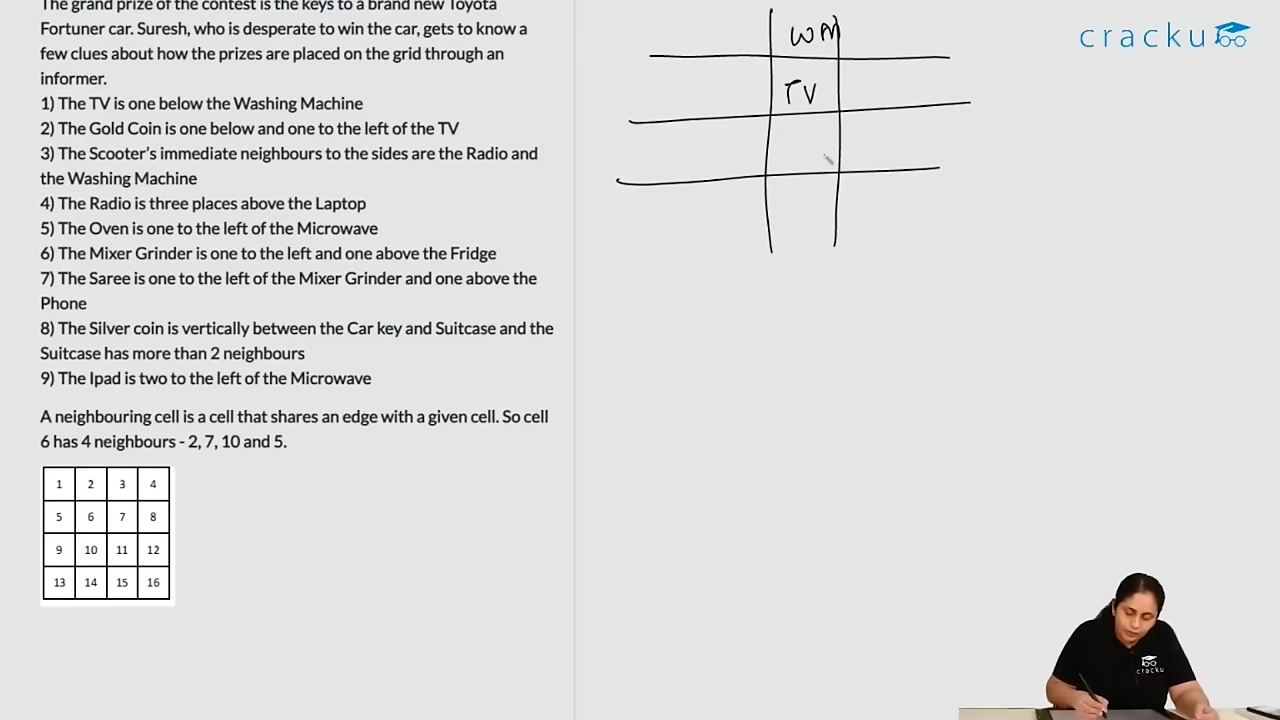 The grand prize of the contest is the keys to a brand new Toyota
Fortuner car. Suresh, who is desperate to win the car, gets to know a
few clues about how the prizes are placed on the grid through an
informer.
1) The TV is one below the Washing Machine
2) The Gold Coin is one below and one to the left of the TV
3) The Scooter's immediate neighbours to the sides are the Radio and
the Washing Machine
4) The Radio is three places above the Laptop
5) The Oven is one to the left of the Microwave
6) The Mixer Grinder is one to the left and one above the Fridge
7) The Saree is one to the left of the Mixer Grinder and one above the
Phone
8) The Silver coin is vertically between the Car key and Suitcase and the
Suitcase has more than 2 neighbours
9) The Ipad is two to the left of the Microwave
A neighbouring cell is a cell that shares an edge with a given cell. So cell
6 has 4 neighbours - 2, 7, 10 and 5.
1 2 3 4
5 6 7 8
9 10 11 12
13 14 15 16
WM
TV
cracku
cracku